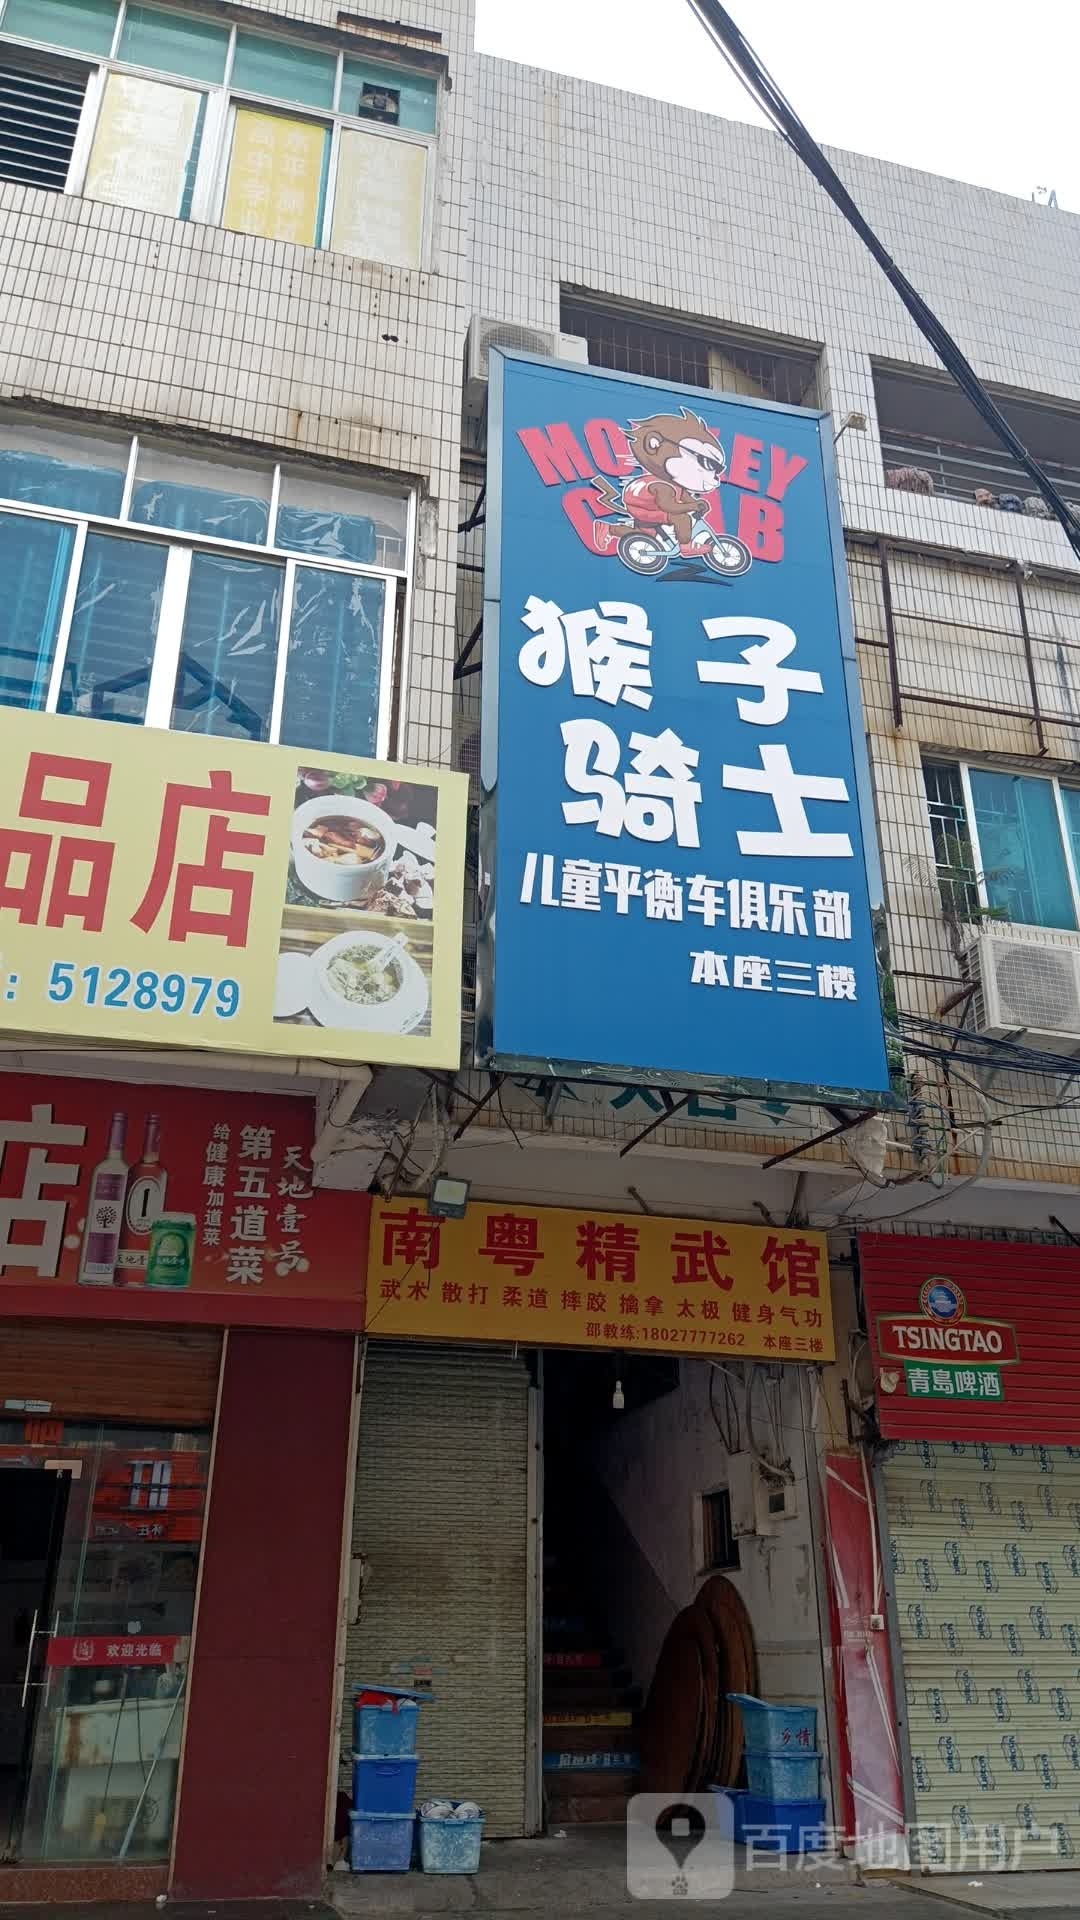 MONKEY
CLUB
猴子
骑士
儿童平衡车俱乐部
本座三楼
品店
: 5128979
店
给健康加道菜
第五道菜
天地壹号
南粤精武馆
武术 散打 柔道 摔跤 擒拿 太极 健身气功
邵教练:18027777262 本座三楼
TSINGTAO
青島啤酒
欢迎光临
乡情
百度地图用户